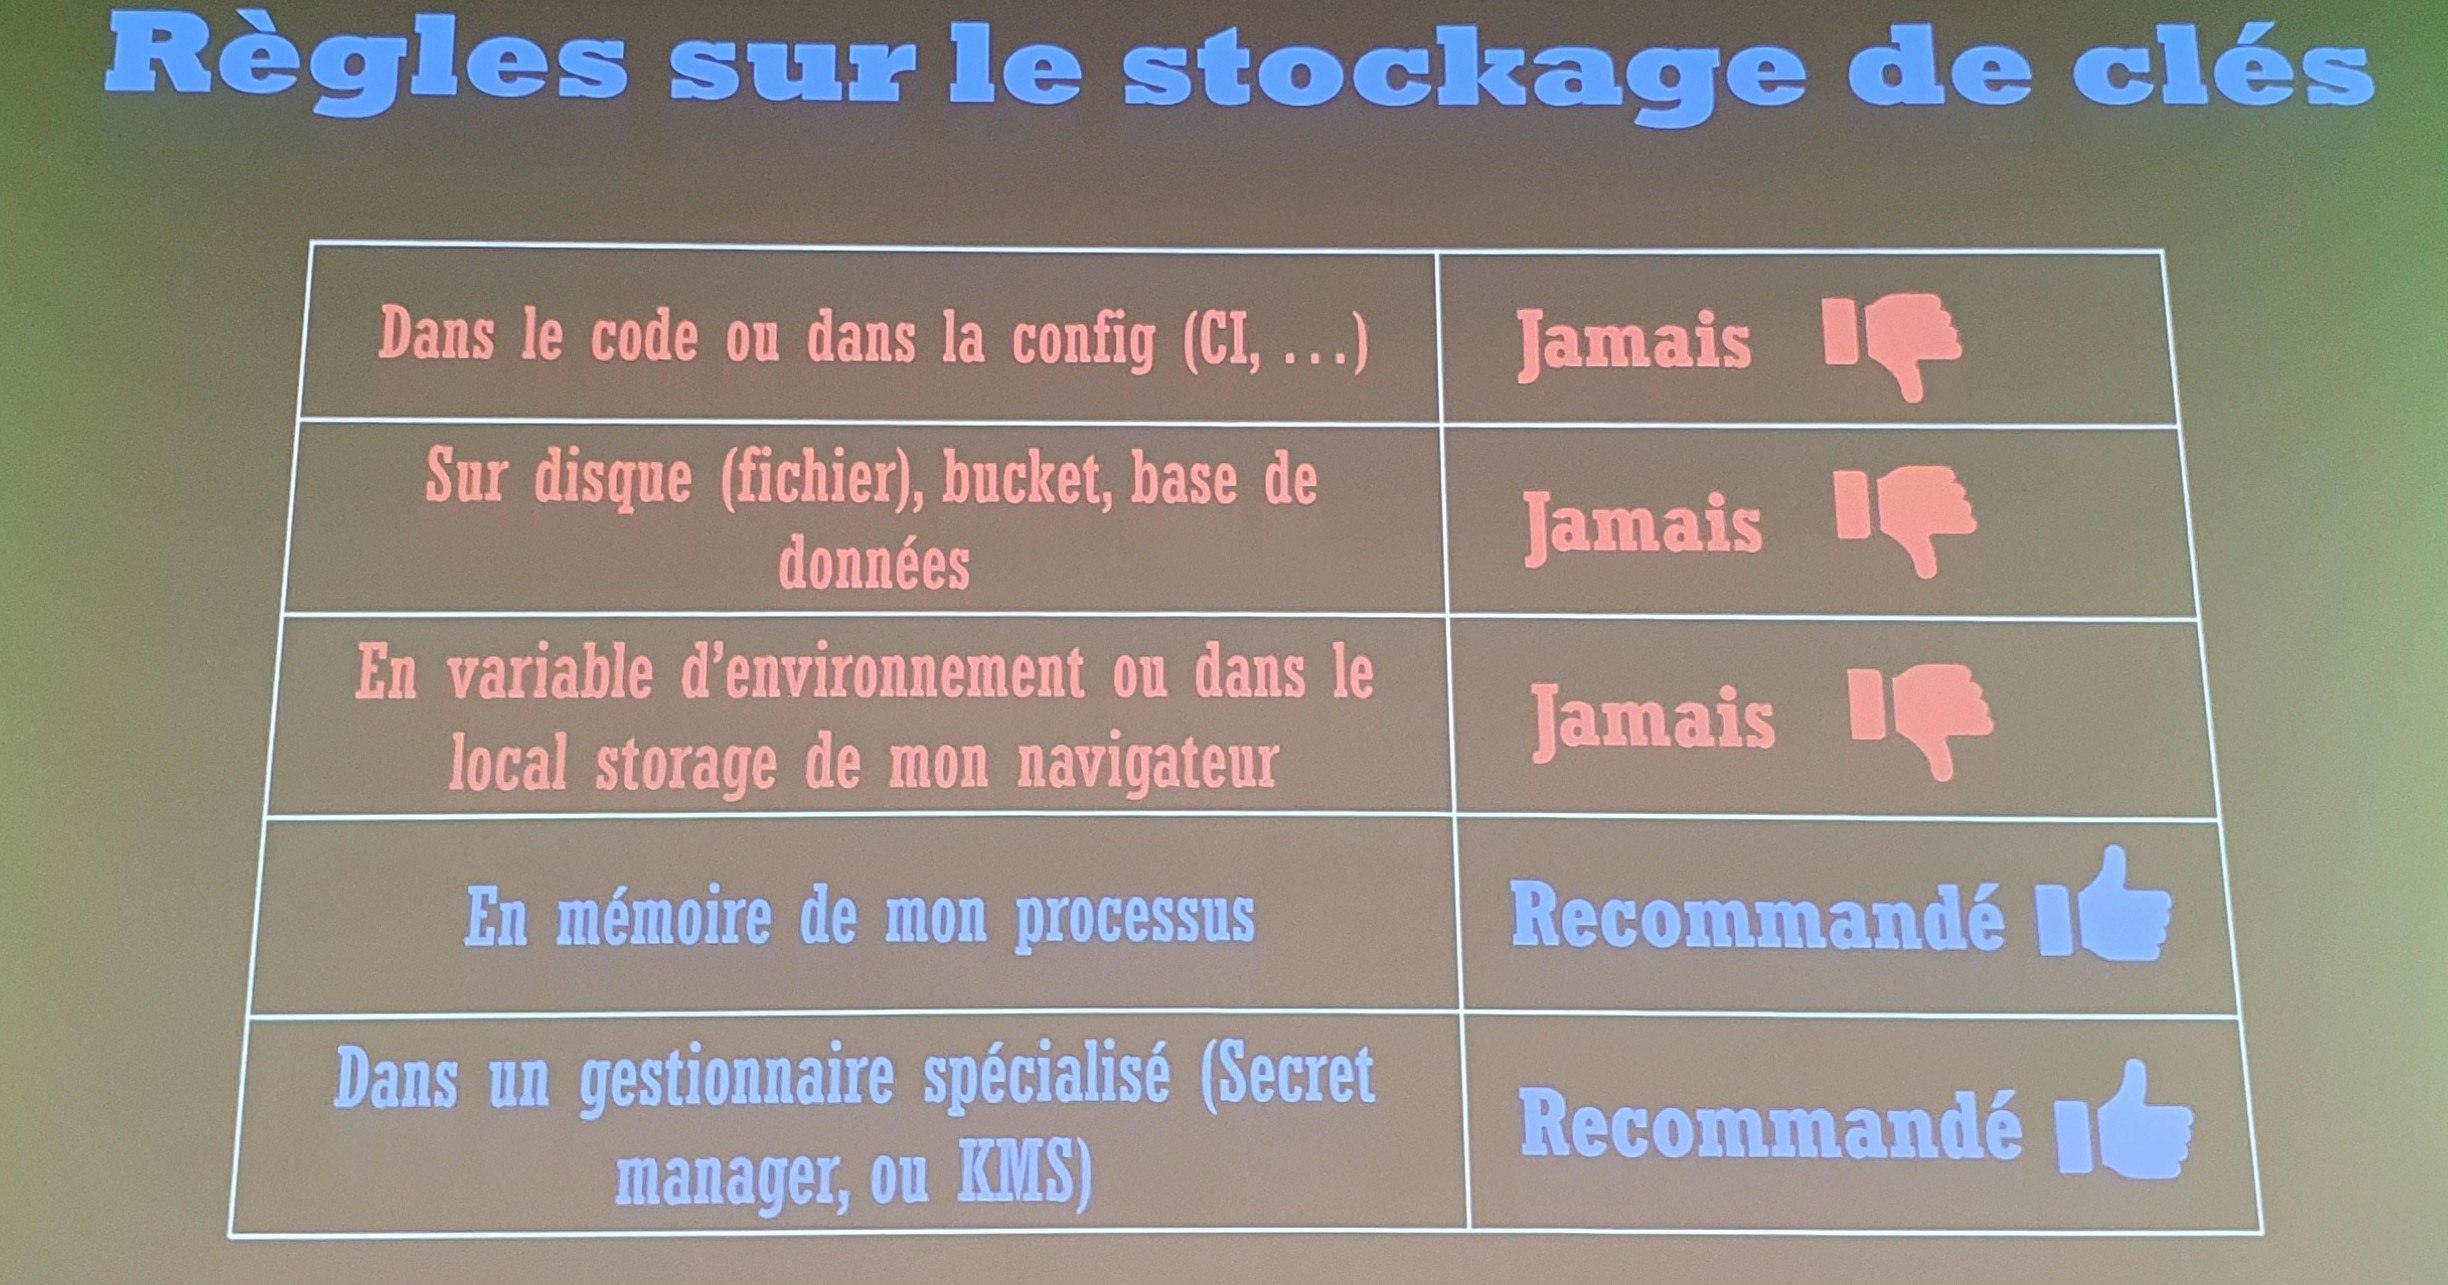 Règles sur le stockage de clés
Dans le code ou dans la config (CI, ...)
Jamais
Sur disque (fichier), bucket, base de
données
Jamais
En variable d'environnement ou dans le
local storage de mon navigateur
Jamais
En mémoire de mon processus
Recommandé
Dans un gestionnaire spécialisé (Secret
manager, ou KMS)
Recommandé